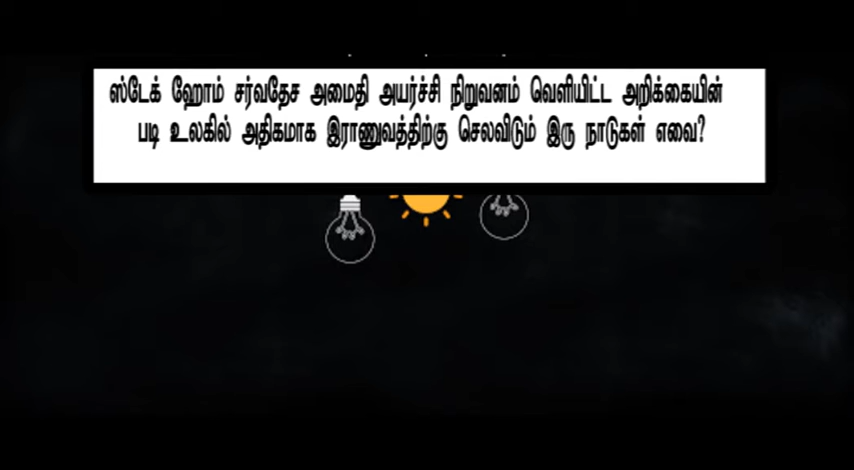 ஸ்டேக் ஹோம் சர்வதேச அமைதி அயர்ச்சி நிறுவனம் வெளியிட்ட அறிக்கையின்
படி உலகில் அதிகமாக இராணுவத்திற்கு செலவிடும் இரு நாடுகள் எவை?